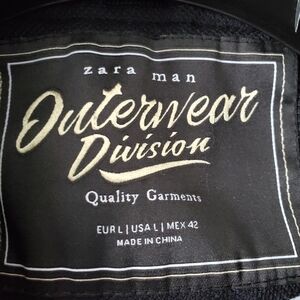 zara man
Outerwear
Division
Quality Garments
EUR L | USA L | MEX 42
MADE IN CHINA